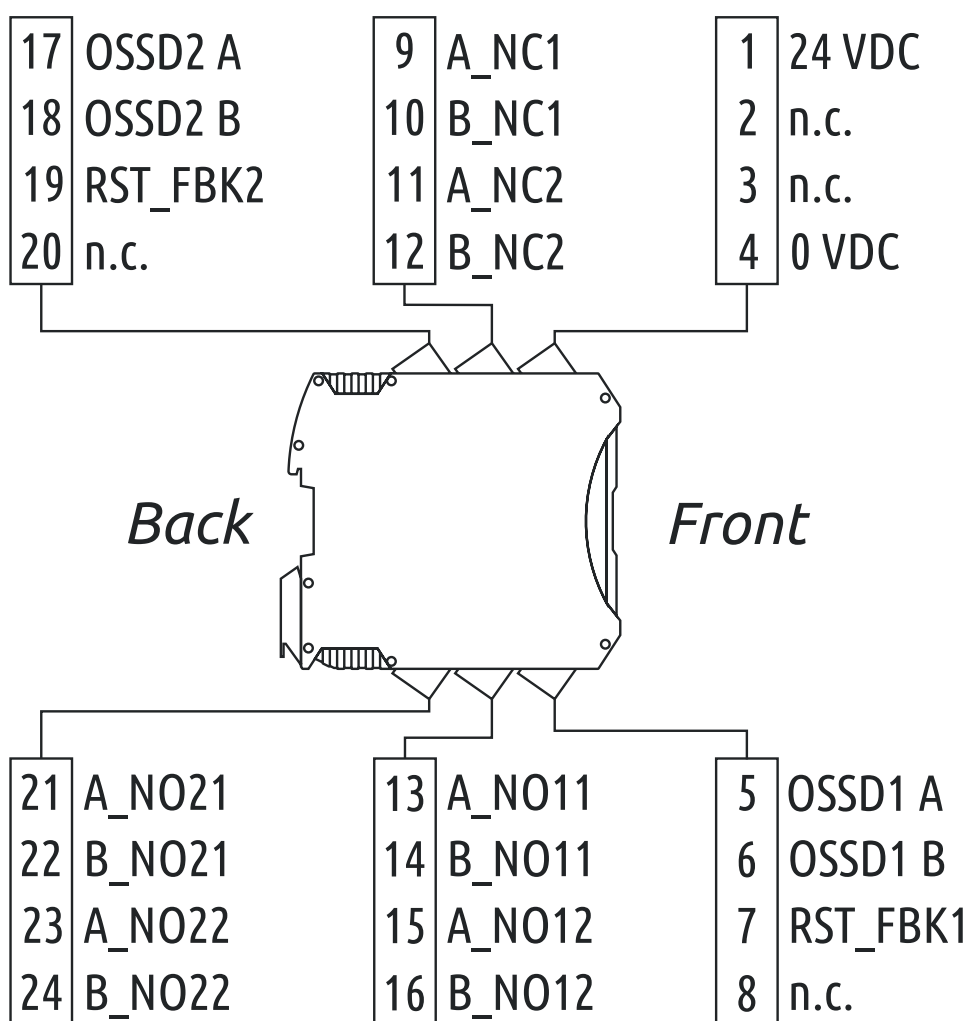 17 OSSD2 A
18 OSSD2 B
19 RST_FBK2
20 n.c.
9 A_NC1
10 B_NC1
11 A_NC2
12 B_NC2
1 24 VDC
2 n.c.
3 n.c.
4 0 VDC
Back
Front
21 A_NO21
22 B_NO21
23 A_NO22
24 B_NO22
13 A_NO11
14 B_NO11
15 A_NO12
16 B_NO12
5 OSSD1 A
6 OSSD1 B
7 RST_FBK1
8 n.c.